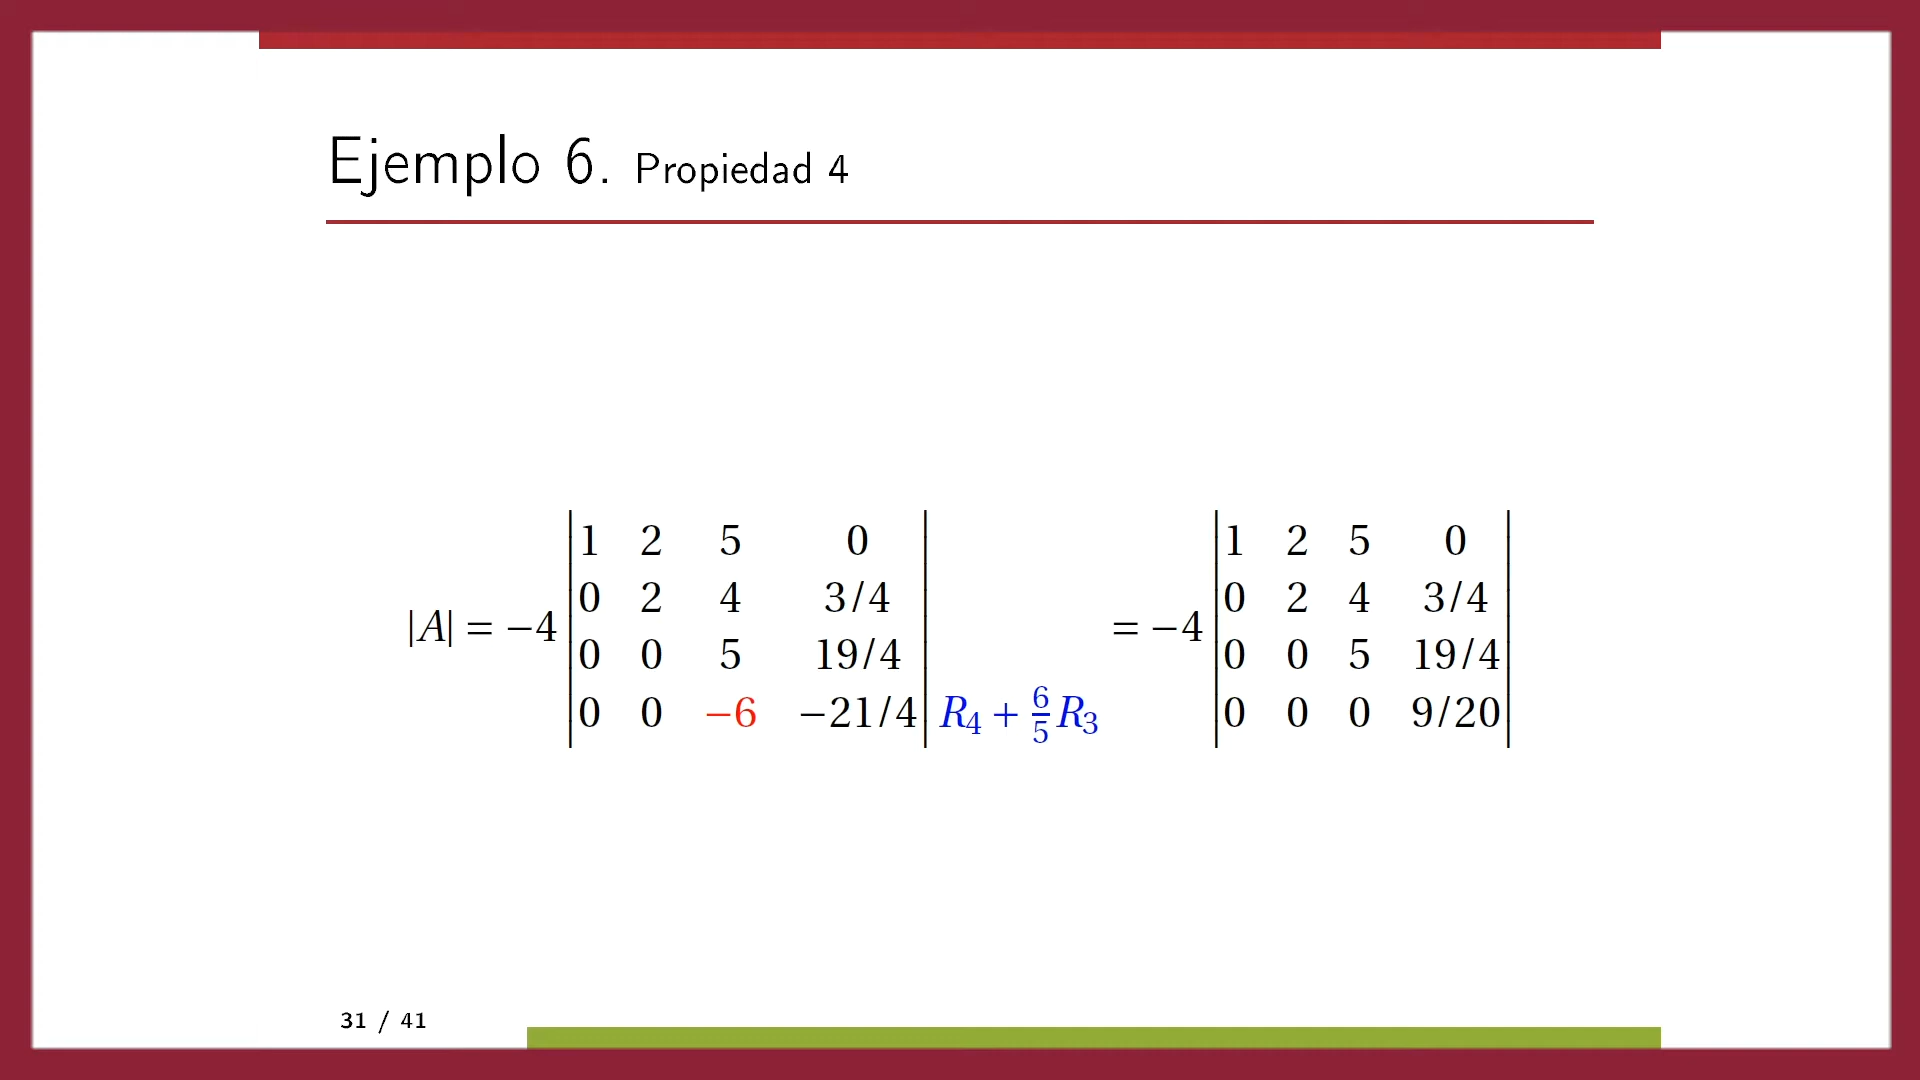 Ejemplo 6. Propiedad 4
|A| = −4 |1 2 5 0| = −4 |1 2 5 0|
|0 2 4 3/4| |0 2 4 3/4|
|0 0 5 19/4| |0 0 5 19/4|
|0 0 −6 −21/4| R₄ + 6/5 R₃ |0 0 0 9/20|
31 / 41